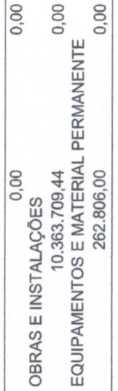 0,00 0,00
OBRAS E INSTALAÇÕES
10.363.709,44 0,00
EQUIPAMENTOS E MATERIAL PERMANENTE
262.806,00 0,00